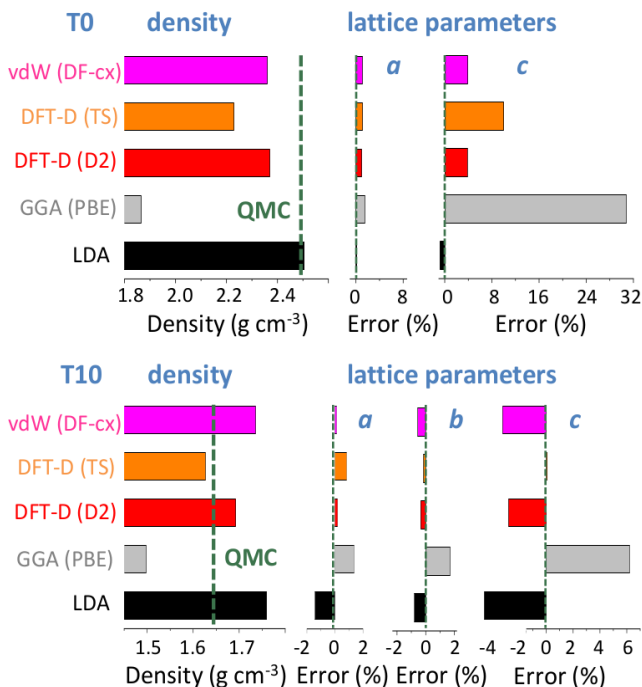 T0 density lattice parameters
vdW (DF-cx) a c
DFT-D (TS)
DFT-D (D2)
GGA (PBE) QMC
LDA
1.8 2.0 2.2 2.4 0 8 0 8 16 24 32
Density (g cm⁻³) Error (%) Error (%)
T10 density lattice parameters
vdW (DF-cx) a b c
DFT-D (TS)
DFT-D (D2)
GGA (PBE) QMC
LDA
1.5 1.6 1.7 -2 0 2 -2 0 2 -4 -2 0 2 4 6
Density (g cm⁻³) Error (%) Error (%) Error (%)